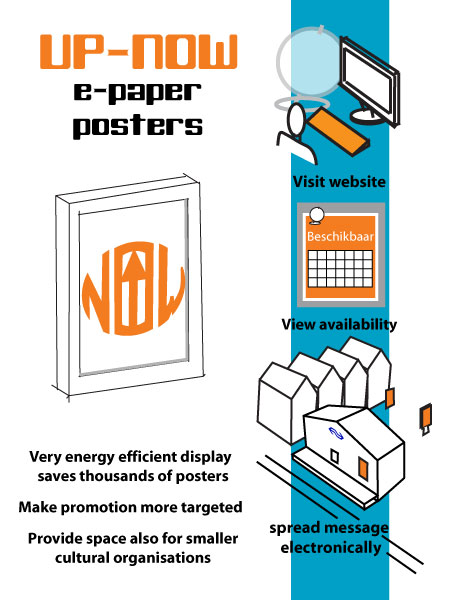 UP-NOW
e-paper
posters
NOW
Visit website
Beschikbaar
View availability
Very energy efficient display
saves thousands of posters
Make promotion more targeted
Provide space also for smaller
cultural organisations
spread message
electronically